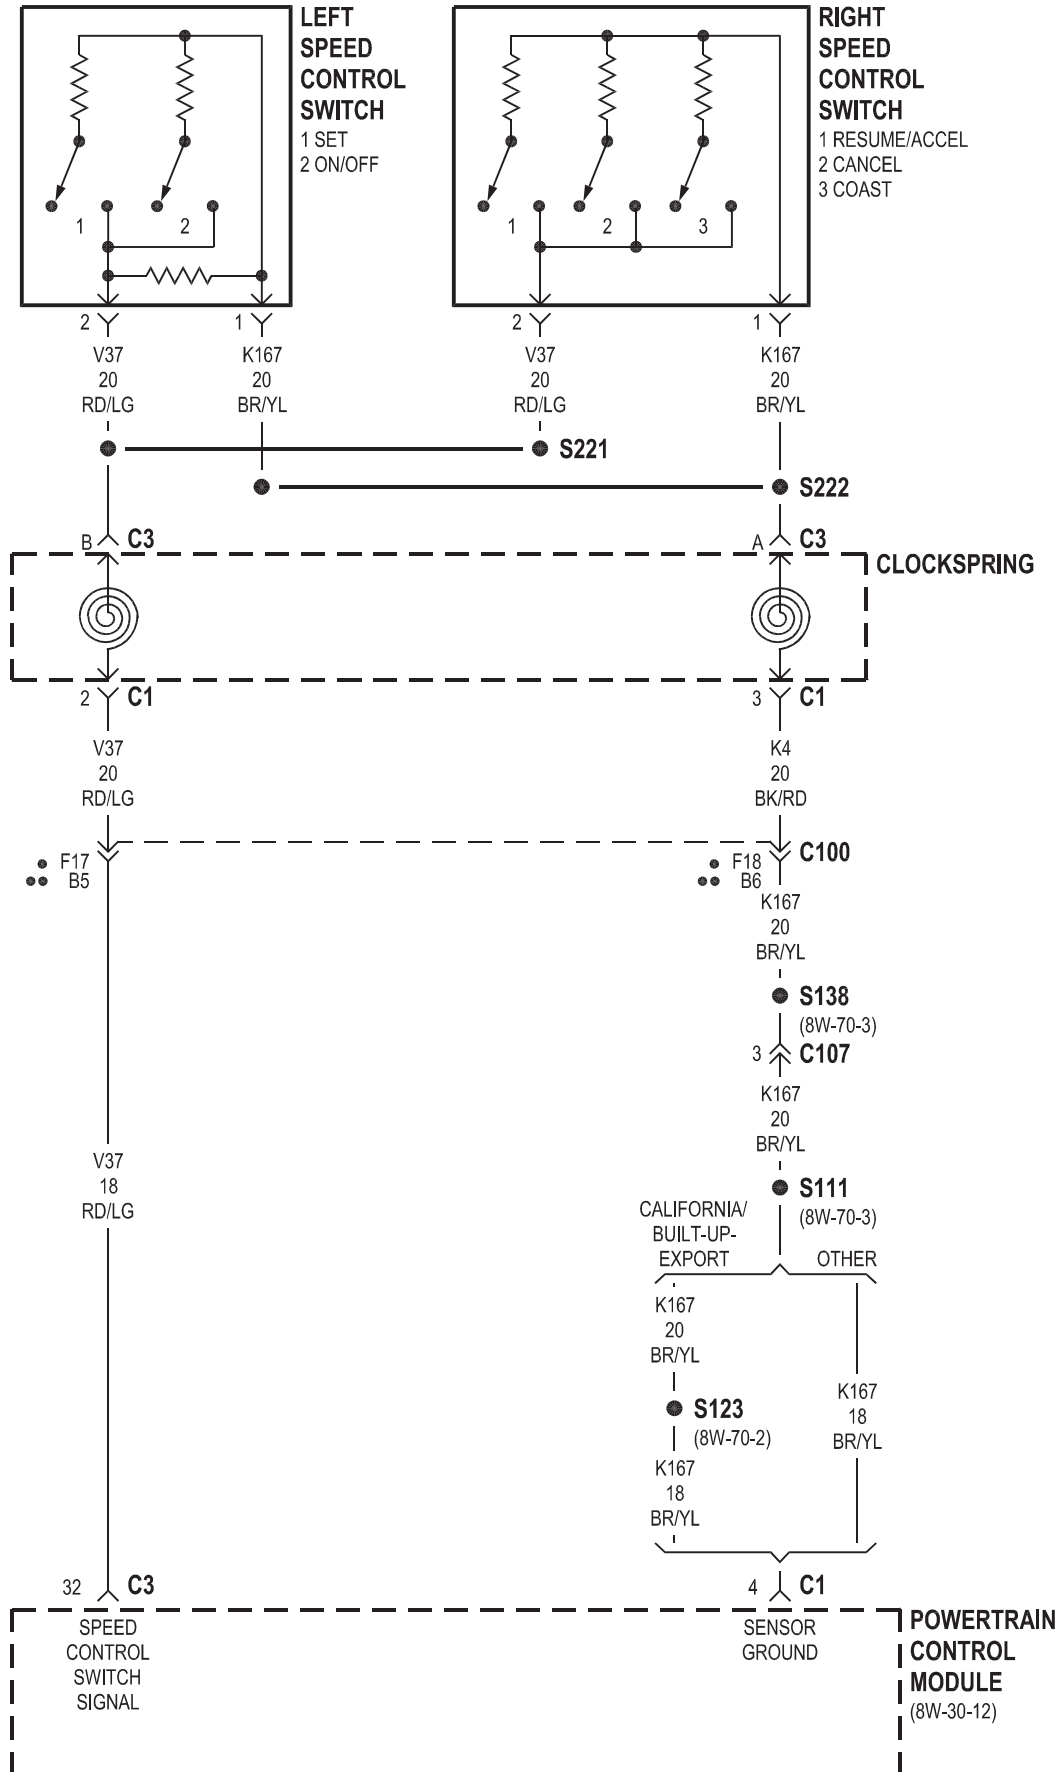 LEFT
SPEED
CONTROL
SWITCH
1 SET
2 ON/OFF
RIGHT
SPEED
CONTROL
SWITCH
1 RESUME/ACCEL
2 CANCEL
3 COAST
1
2
1
2
3
2
1
2
1
V37
20
RD/LG
K167
20
BR/YL
V37
20
RD/LG
K167
20
BR/YL
S221
S222
B
C3
A
C3
CLOCKSPRING
2
C1
3
C1
V37
20
RD/LG
K4
20
BK/RD
C100
F17
B5
F18
B6
K167
20
BR/YL
S138
(8W-70-3)
3
C107
K167
20
BR/YL
V37
18
RD/LG
S111
(8W-70-3)
CALIFORNIA/
BUILT-UP-
EXPORT
OTHER
K167
20
BR/YL
S123
(8W-70-2)
K167
18
BR/YL
K167
18
BR/YL
32
C3
4
C1
SPEED
CONTROL
SWITCH
SIGNAL
SENSOR
GROUND
POWERTRAIN
CONTROL
MODULE
(8W-30-12)